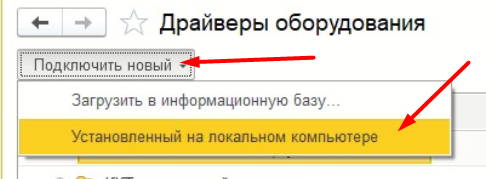 Драйверы оборудования
Подключить новый
Загрузить в информационную базу...
Установленный на локальном компьютере